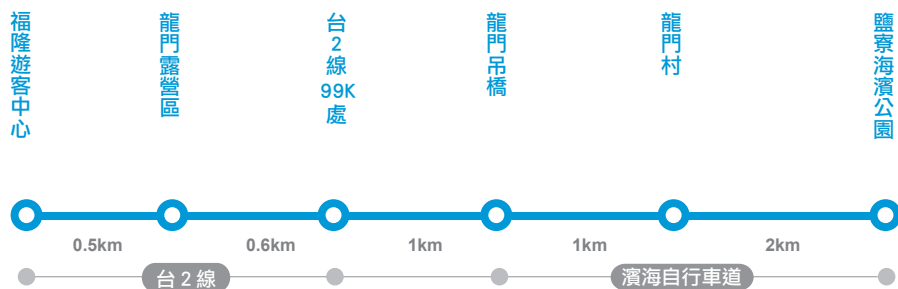 福隆遊客中心
龍門露營區
台2線99K處
龍門吊橋
龍門村
鹽寮海濱公園
0.5km
0.6km
1km
1km
2km
台2線
濱海自行車道